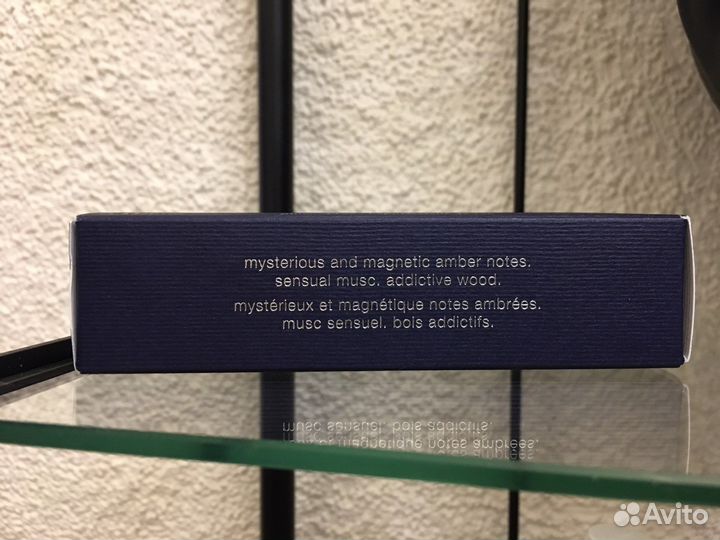 mysterious and magnetic amber notes.
sensual musc. addictive wood.
mystérieux et magnétique notes ambrées.
musc sensuel. bois addictifs.
Avito